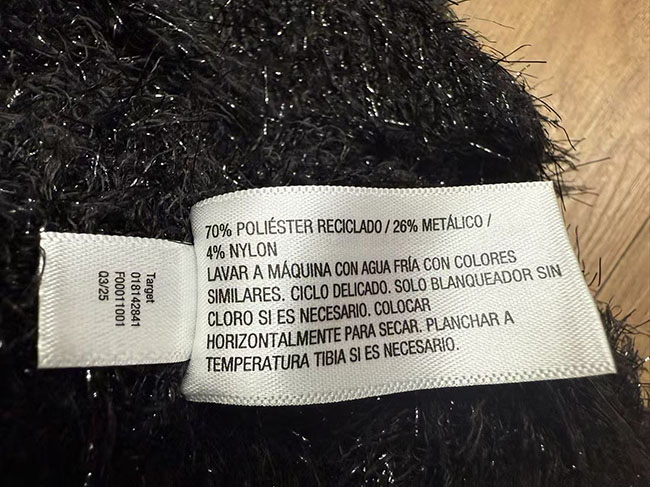 70% POLIÉSTER RECICLADO / 26% METÁLICO /
4% NYLON
LAVAR A MÁQUINA CON AGUA FRÍA CON COLORES
SIMILARES. CICLO DELICADO. SOLO BLANQUEADOR SIN
CLORO SI ES NECESARIO. COLOCAR
HORIZONTALMENTE PARA SECAR. PLANCHAR A
TEMPERATURA TIBIA SI ES NECESARIO.
Target
018142841
F00011001
Q3/25